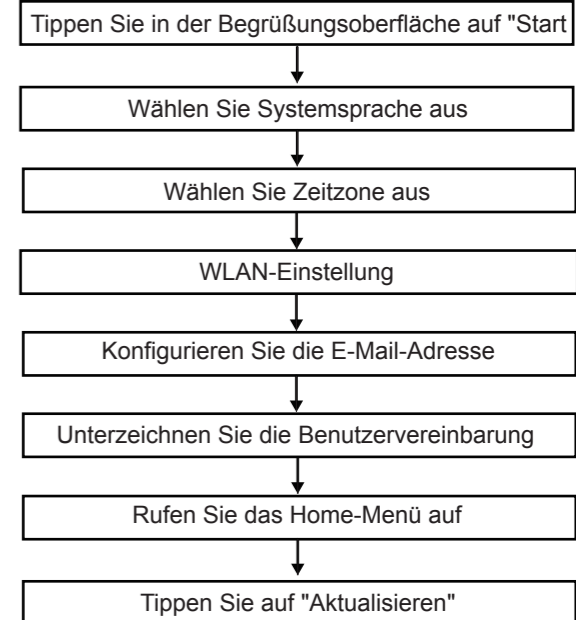 Tippen Sie in der Begrüßungsoberfläche auf "Start
Wählen Sie Systemsprache aus
Wählen Sie Zeitzone aus
WLAN-Einstellung
Konfigurieren Sie die E-Mail-Adresse
Unterzeichnen Sie die Benutzervereinbarung
Rufen Sie das Home-Menü auf
Tippen Sie auf "Aktualisieren"